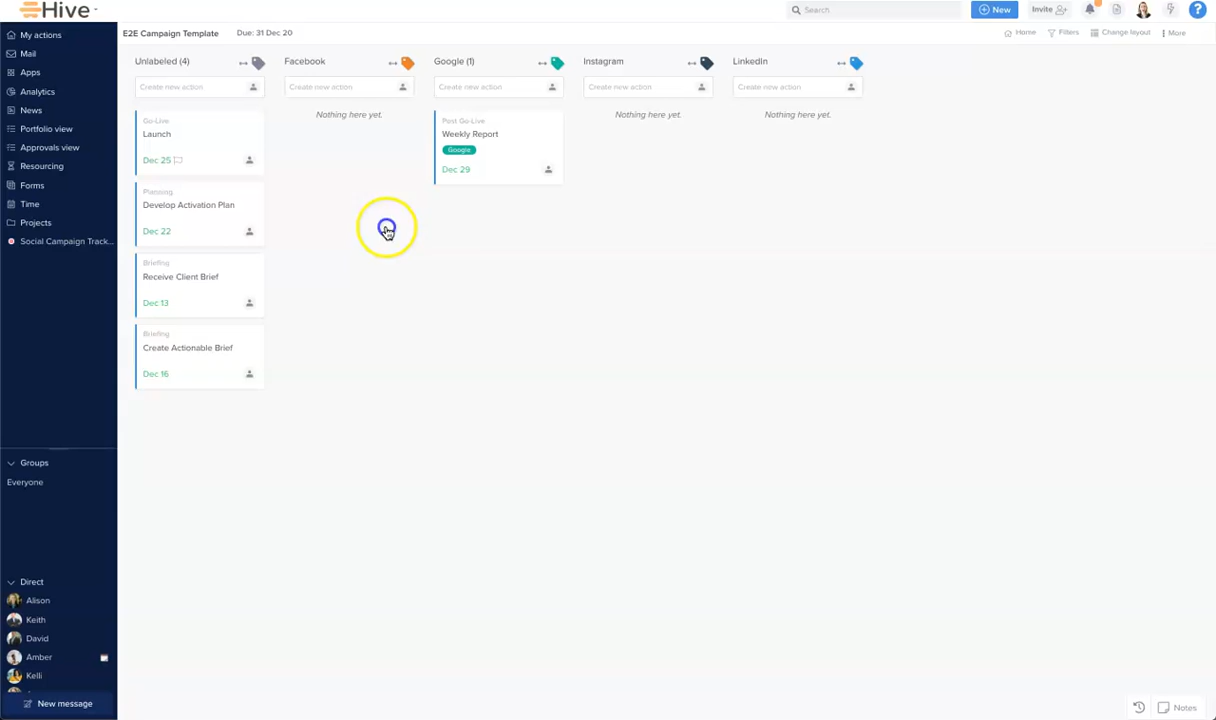 Hive
Search
New
Invite
?
My actions
Mail
Apps
Analytics
News
Portfolio view
Approvals view
Resourcing
Forms
Time
Projects
Social Campaign Track...
Groups
Everyone
Direct
Alison
Keith
David
Amber
Kelli
New message
E2E Campaign Template Due: 31 Dec 20
Home Filters Change layout More
Unlabeled (4)
Create new action
Go-Live
Launch
Dec 25
Planning
Develop Activation Plan
Dec 22
Briefing
Receive Client Brief
Dec 13
Briefing
Create Actionable Brief
Dec 16
Facebook
Create new action
Nothing here yet.
Google (1)
Create new action
Post Go-Live
Weekly Report
Google
Dec 29
Instagram
Create new action
Nothing here yet.
LinkedIn
Create new action
Nothing here yet.
Notes